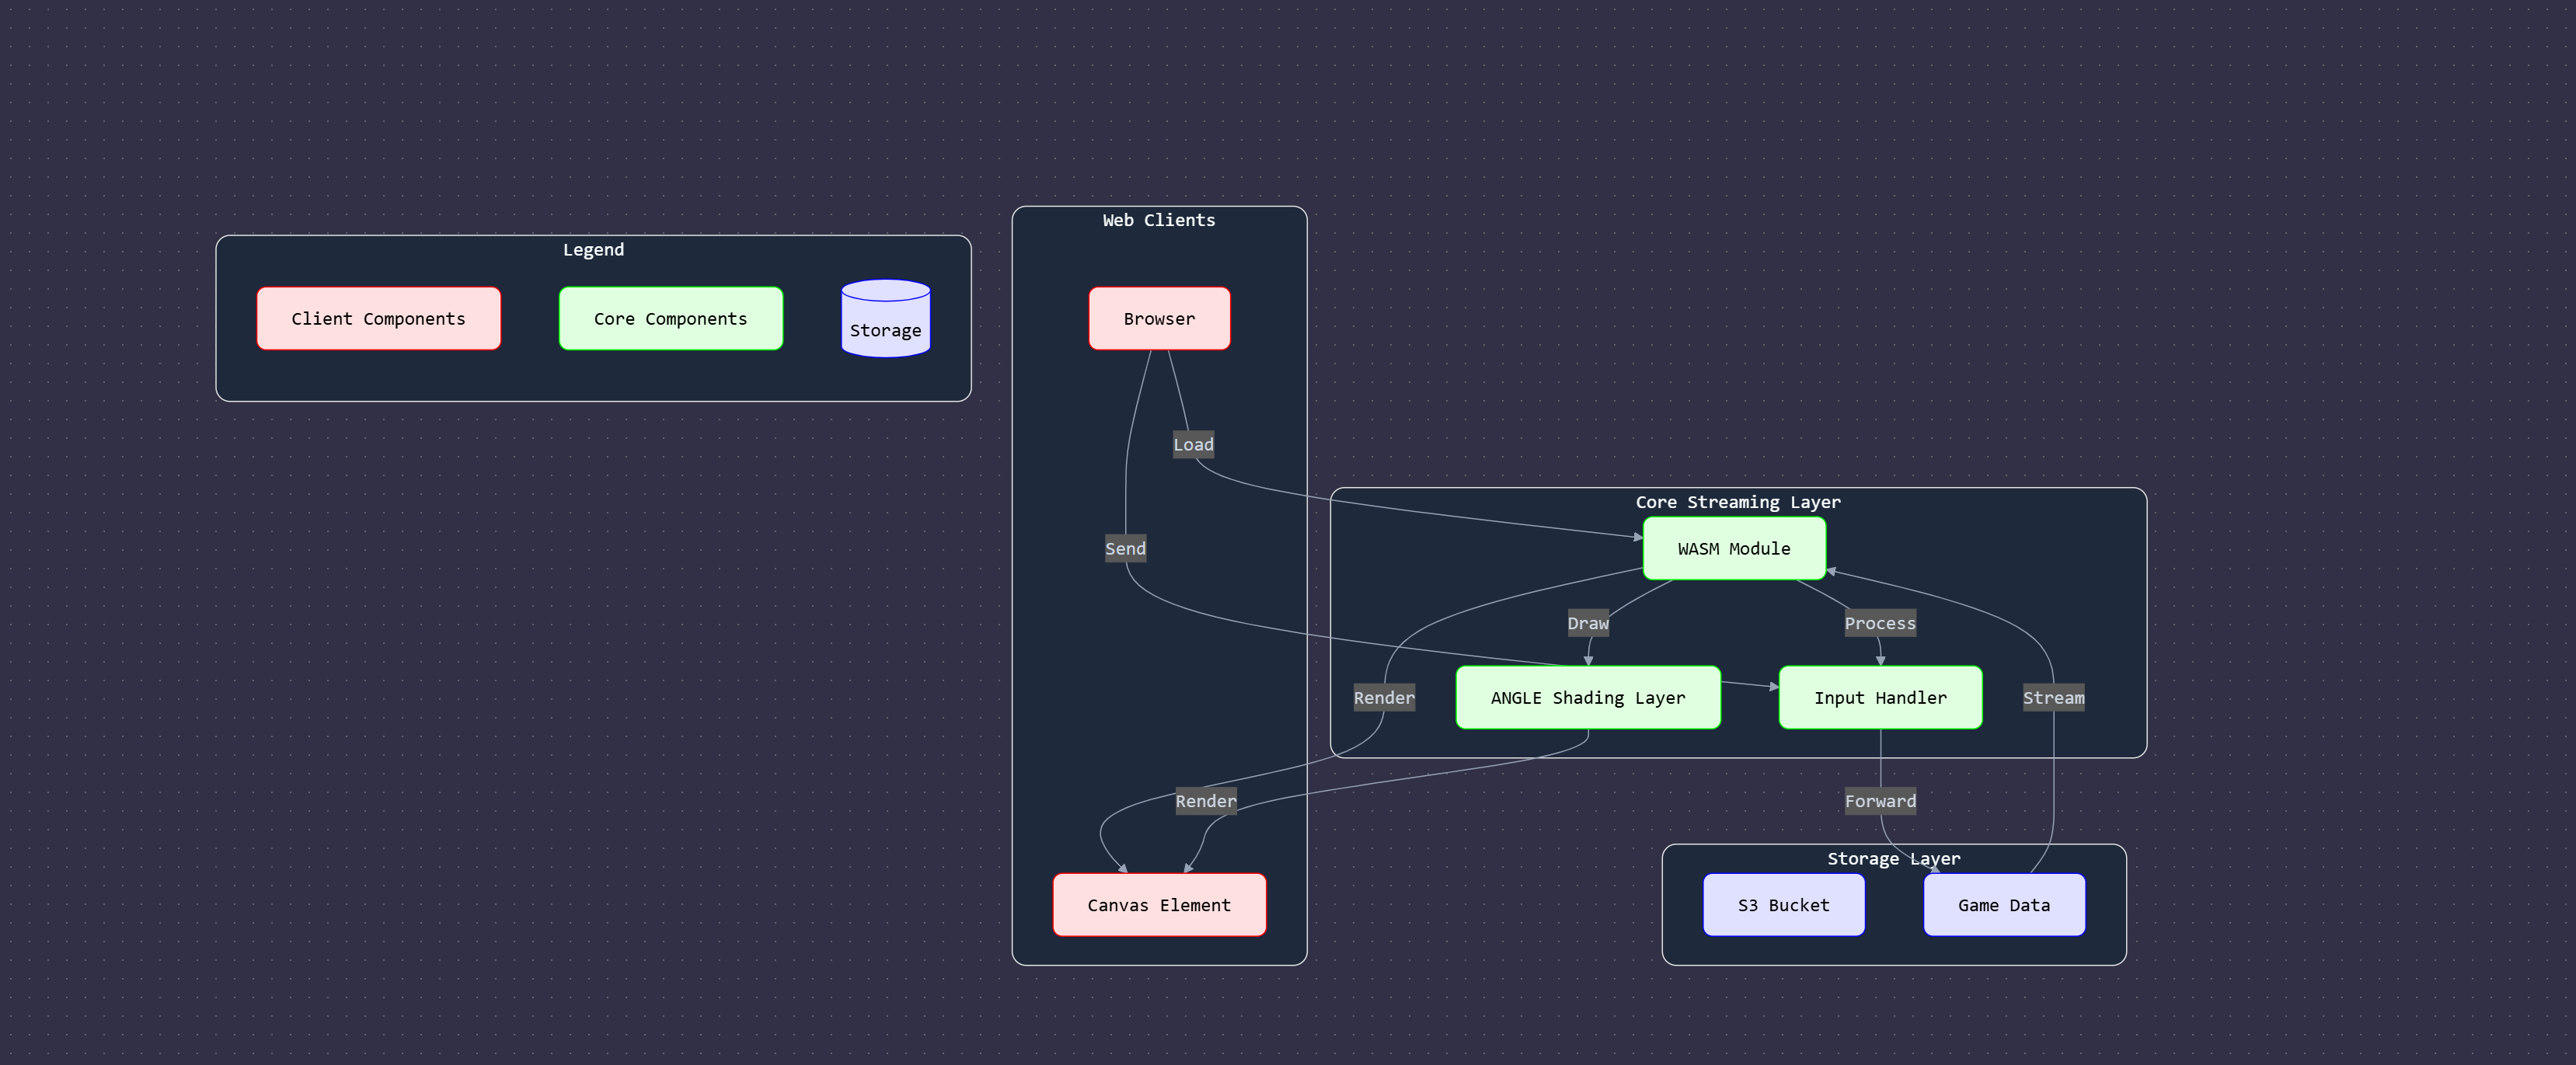 Legend
Client Components
Core Components
Storage
Web Clients
Browser
Load
Send
Render
Canvas Element
Core Streaming Layer
WASM Module
Draw
Process
Render
ANGLE Shading Layer
Input Handler
Stream
Forward
Storage Layer
S3 Bucket
Game Data